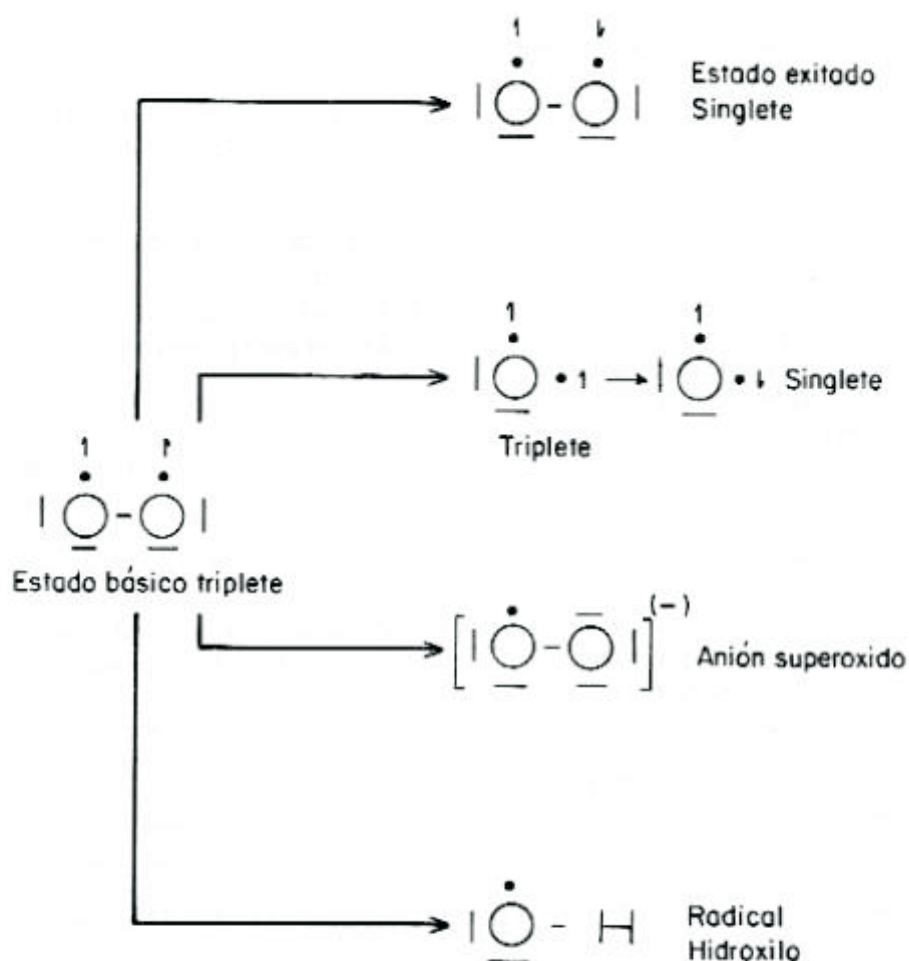 Estado exitado
Singlete
Singlete
Triplete
Estado básico triplete
(-)
Anión superoxido
H
Radical
Hidroxilo